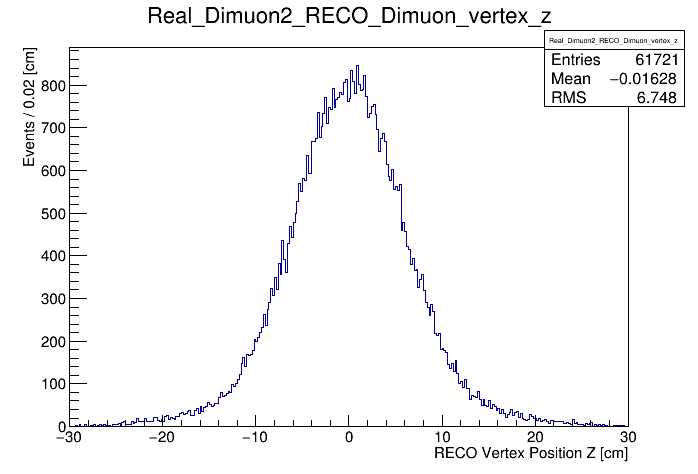 Real_Dimuon2_RECO_Dimuon_vertex_z
Real_Dimuon2_RECO_Dimuon_vertex_z
Entries 61721
Mean −0.01628
RMS 6.748
Events / 0.02 [cm]
800
700
600
500
400
300
200
100
0
−30 −20 −10 0 10 20 30
RECO Vertex Position Z [cm]